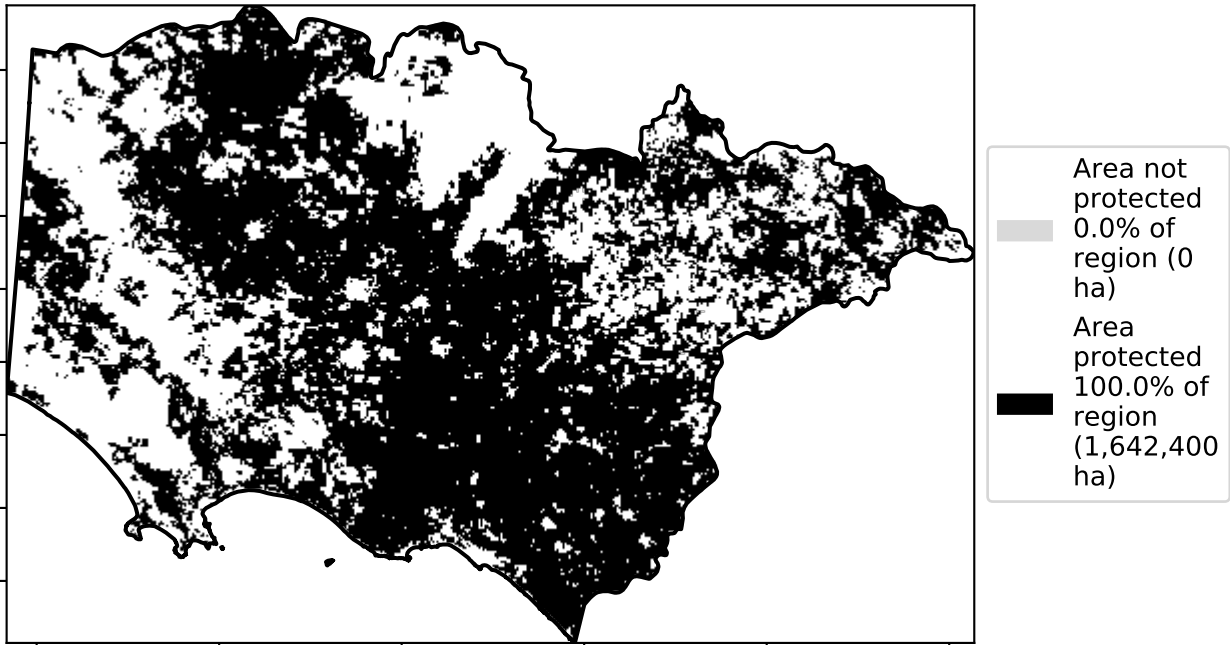 Area not
protected
0.0% of
region (0
ha)
Area
protected
100.0% of
region
(1,642,400
ha)